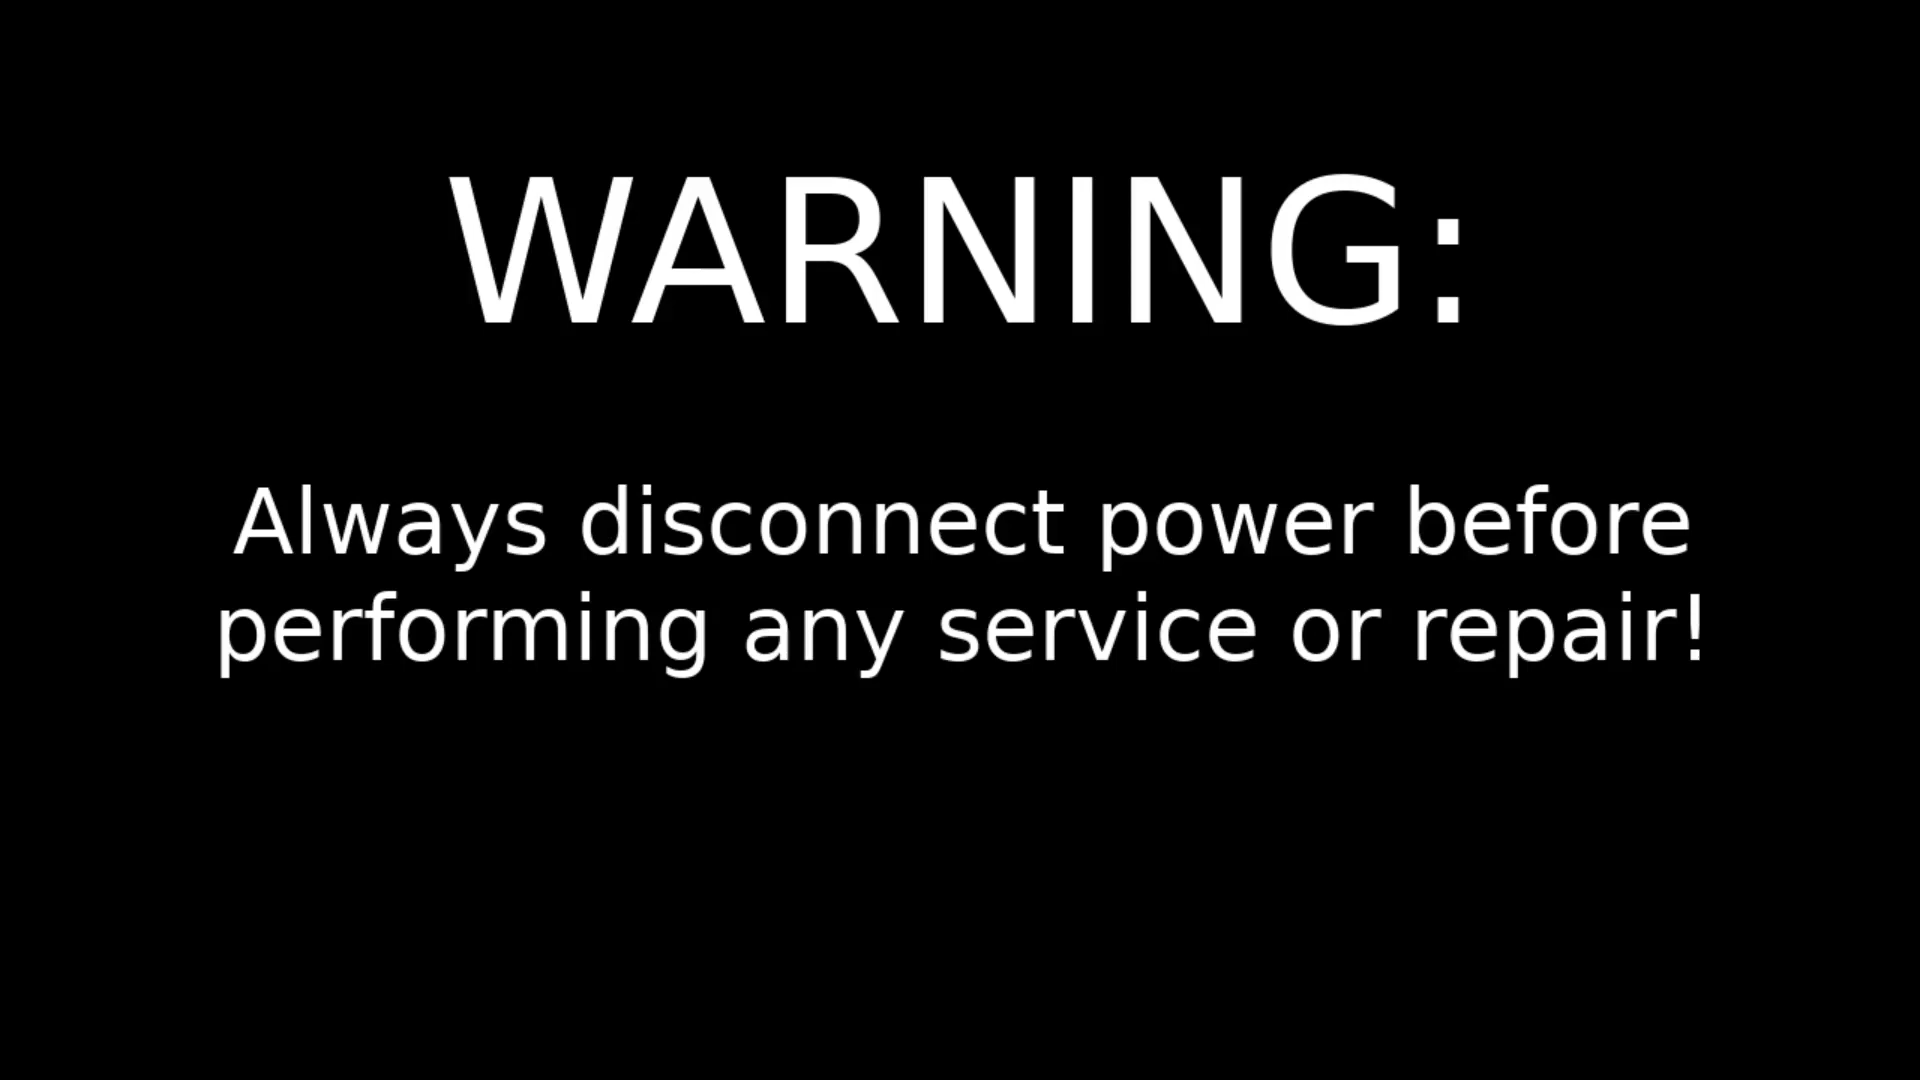 WARNING:
Always disconnect power before
performing any service or repair!